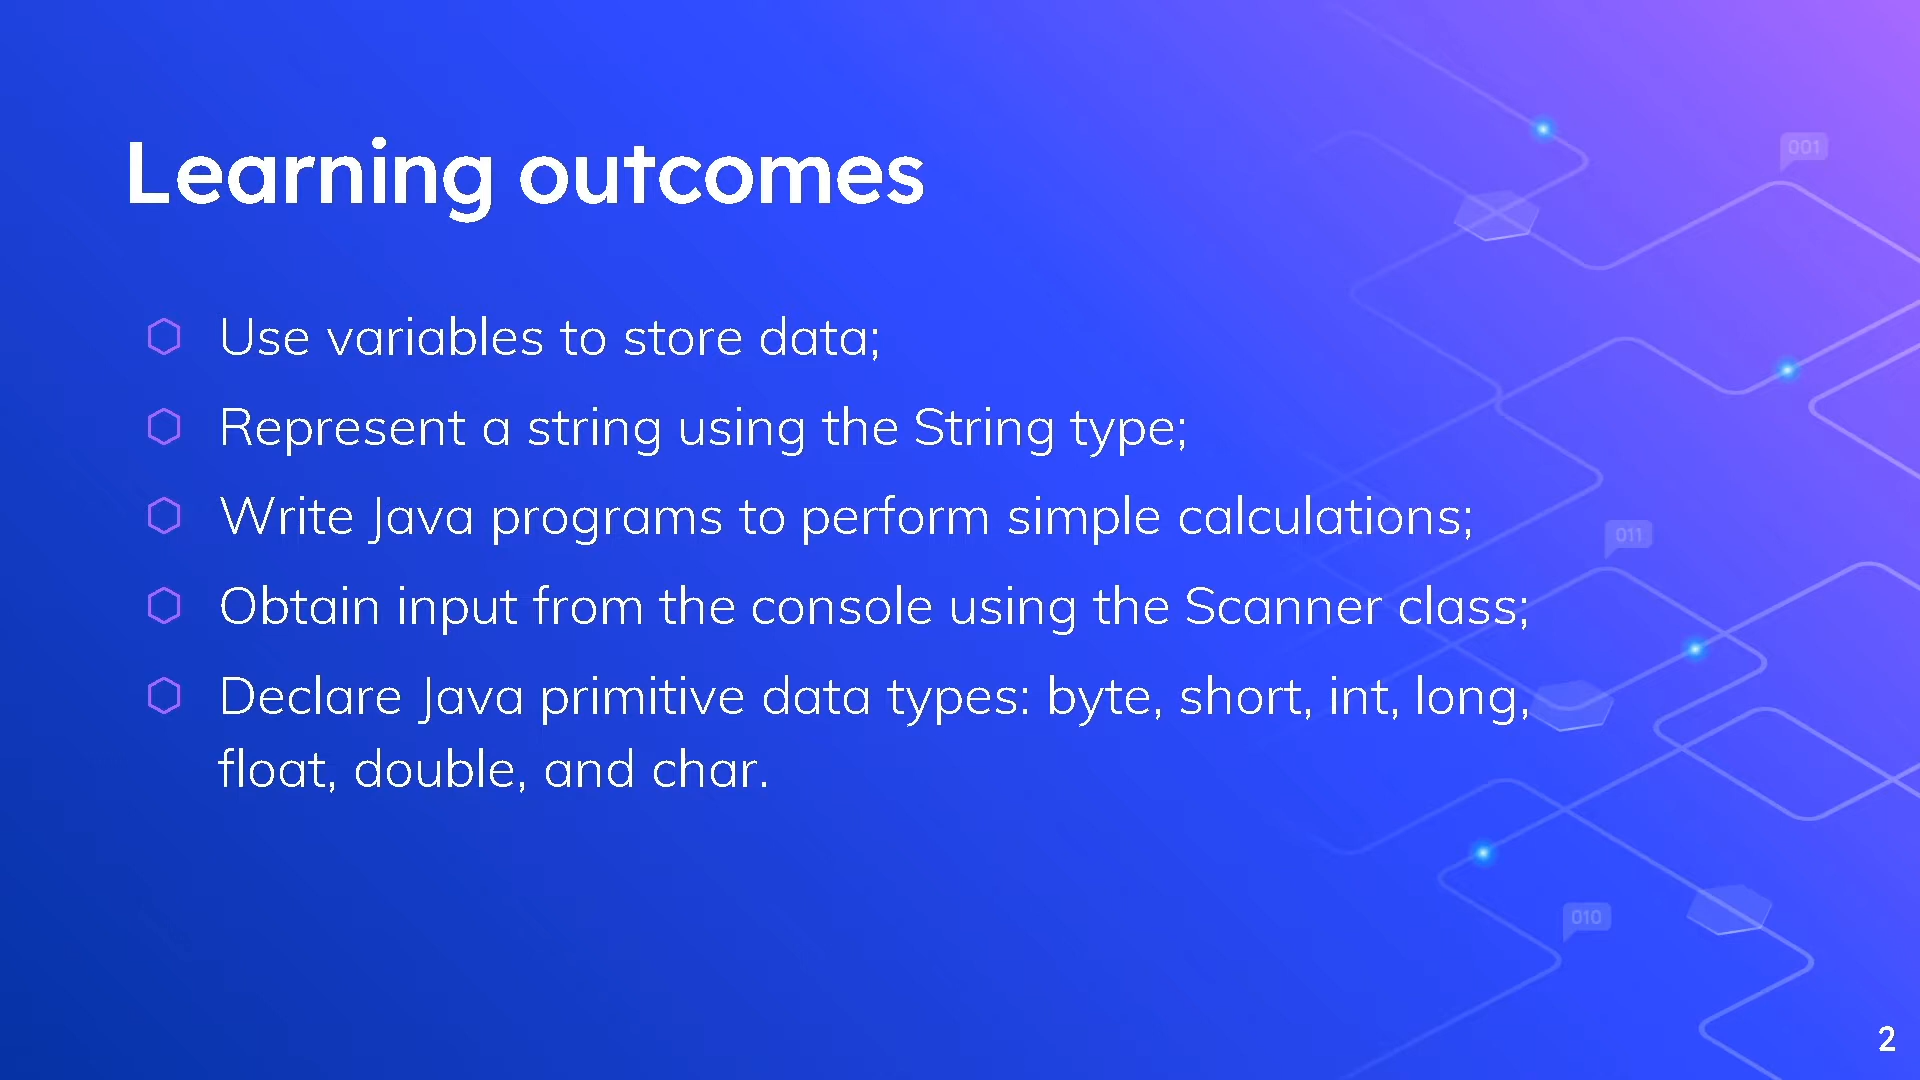 Learning outcomes
Use variables to store data;
Represent a string using the String type;
Write Java programs to perform simple calculations;
Obtain input from the console using the Scanner class;
Declare Java primitive data types: byte, short, int, long,
float, double, and char.
001
011
010
2